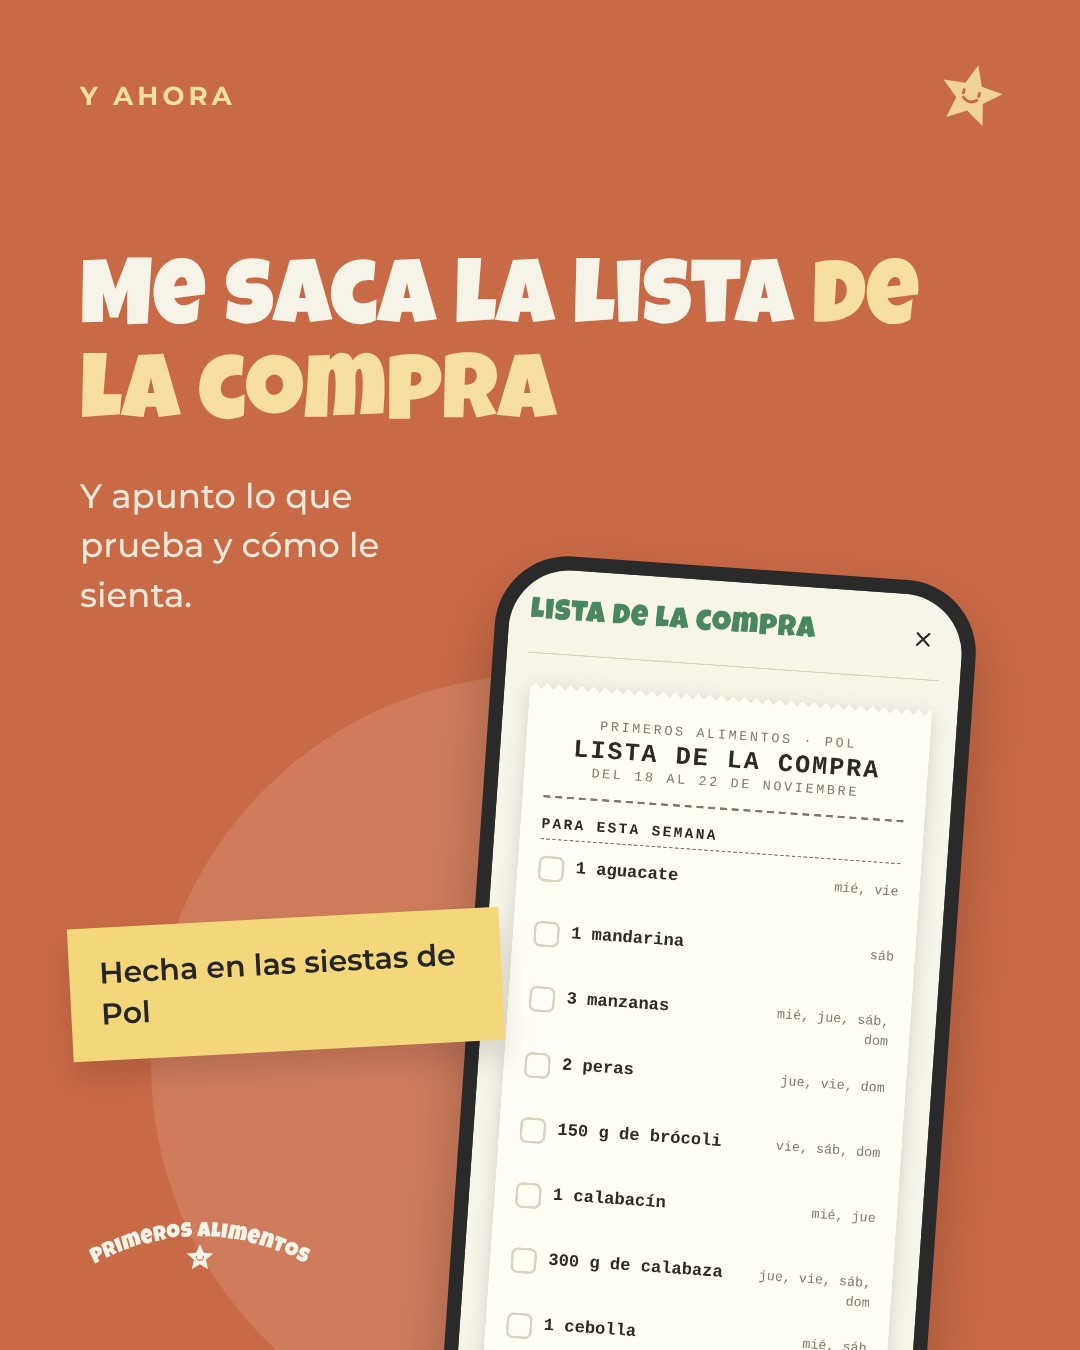 Y AHORA
Me SACA LA LISTA De
LA COMPRA
Y apunto lo que
prueba y cómo le
sienta.
LISTA De LA COMPRA
×
PRIMEROS ALIMENTOS · POL
LISTA DE LA COMPRA
DEL 18 AL 22 DE NOVIEMBRE
PARA ESTA SEMANA
1 aguacate mié, vie
1 mandarina sáb
3 manzanas mié, jue, sáb,
dom
2 peras jue, vie, dom
150 g de brócoli vie, sáb, dom
1 calabacín mié, jue
300 g de calabaza jue, vie, sáb,
dom
1 cebolla mié, sáb
Hecha en las siestas de
Pol
PRIMEROS ALIMENTOS